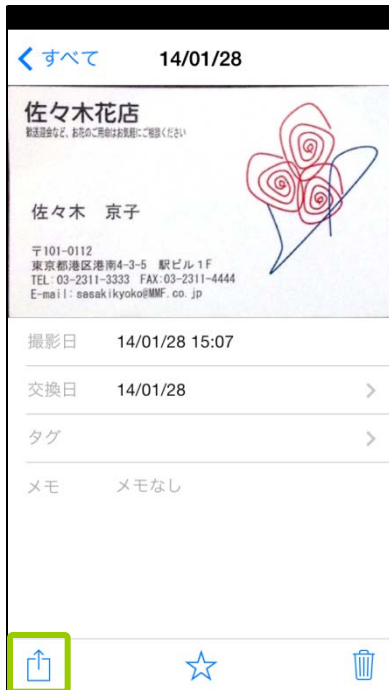 すべて
14/01/28
佐々木花店
歓送迎会など、お花のご用命はお気軽にご相談ください
佐々木 京子
〒101-0112
東京都港区港南4-3-5 駅ビル1F
TEL:03-2311-3333 FAX:03-2311-4444
E-mail:sasakikyoko@MMF.co.jp
撮影日 14/01/28 15:07
交換日 14/01/28
タグ
メモ メモなし